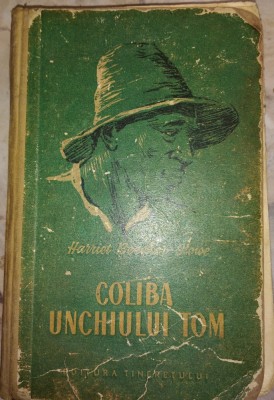 Harriet Beecher Stowe
COLIBA
UNCHIULUI TOM
EDITURA TINERETULUI